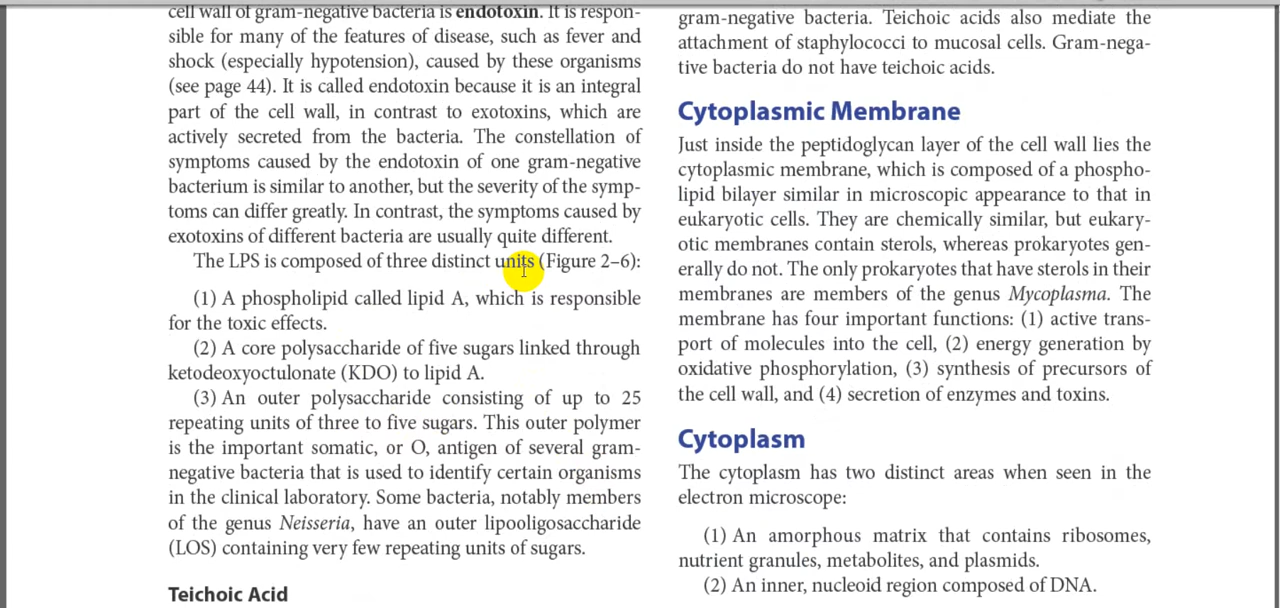 cell wall of gram-negative bacteria is endotoxin. It is respon-
sible for many of the features of disease, such as fever and
shock (especially hypotension), caused by these organisms
(see page 44). It is called endotoxin because it is an integral
part of the cell wall, in contrast to exotoxins, which are
actively secreted from the bacteria. The constellation of
symptoms caused by the endotoxin of one gram-negative
bacterium is similar to another, but the severity of the symp-
toms can differ greatly. In contrast, the symptoms caused by
exotoxins of different bacteria are usually quite different.
The LPS is composed of three distinct units (Figure 2–6):
(1) A phospholipid called lipid A, which is responsible
for the toxic effects.
(2) A core polysaccharide of five sugars linked through
ketodeoxyoctulonate (KDO) to lipid A.
(3) An outer polysaccharide consisting of up to 25
repeating units of three to five sugars. This outer polymer
is the important somatic, or O, antigen of several gram-
negative bacteria that is used to identify certain organisms
in the clinical laboratory. Some bacteria, notably members
of the genus Neisseria, have an outer lipooligosaccharide
(LOS) containing very few repeating units of sugars.
Teichoic Acid
gram-negative bacteria. Teichoic acids also mediate the
attachment of staphylococci to mucosal cells. Gram-nega-
tive bacteria do not have teichoic acids.
Cytoplasmic Membrane
Just inside the peptidoglycan layer of the cell wall lies the
cytoplasmic membrane, which is composed of a phospho-
lipid bilayer similar in microscopic appearance to that in
eukaryotic cells. They are chemically similar, but eukary-
otic membranes contain sterols, whereas prokaryotes gen-
erally do not. The only prokaryotes that have sterols in their
membranes are members of the genus Mycoplasma. The
membrane has four important functions: (1) active trans-
port of molecules into the cell, (2) energy generation by
oxidative phosphorylation, (3) synthesis of precursors of
the cell wall, and (4) secretion of enzymes and toxins.
Cytoplasm
The cytoplasm has two distinct areas when seen in the
electron microscope:
(1) An amorphous matrix that contains ribosomes,
nutrient granules, metabolites, and plasmids.
(2) An inner, nucleoid region composed of DNA.